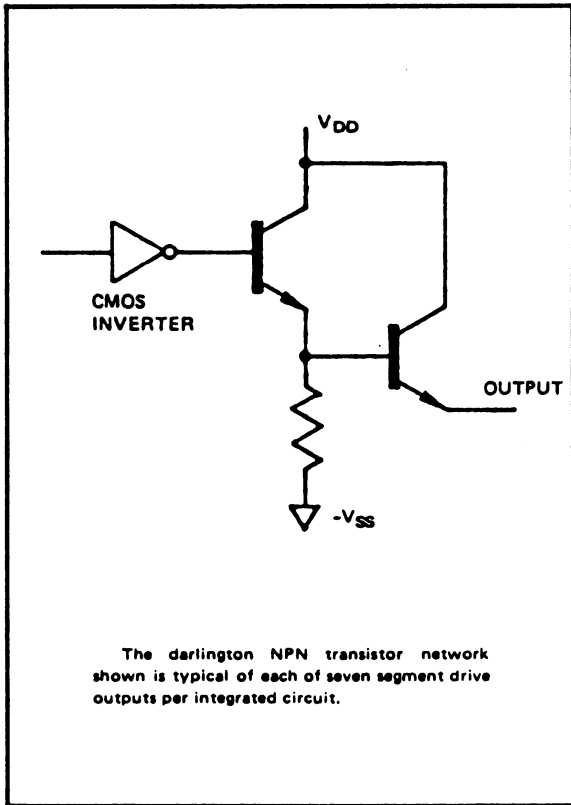 VDD
CMOS
INVERTER
OUTPUT
-VSS
The darlington NPN transistor network
shown is typical of each of seven segment drive
outputs per integrated circuit.